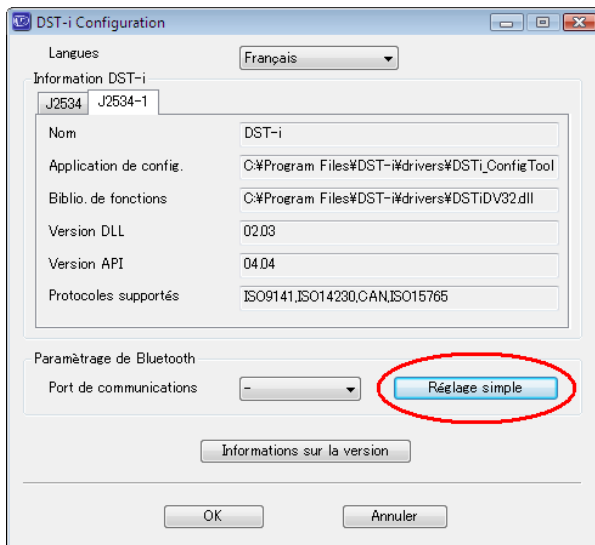 DST-i Configuration
Langues
Français
Information DST-i
J2534
J2534-1
Nom
DST-i
Application de config.
C:¥Program Files¥DST-i¥drivers¥DSTi_ConfigTool
Biblio. de fonctions
C:¥Program Files¥DST-i¥drivers¥DSTiDV32.dll
Version DLL
02.03
Version API
04.04
Protocoles supportés
ISO9141,ISO14230,CAN,ISO15765
Paramètrage de Bluetooth
Port de communications
-
Réglage simple
Informations sur la version
OK
Annuler